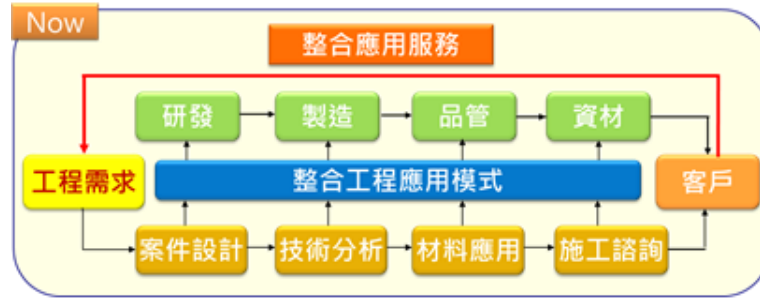 Now
整合應用服務
研發
製造
品管
資材
工程需求
整合工程應用模式
客戶
案件設計
技術分析
材料應用
施工諮詢